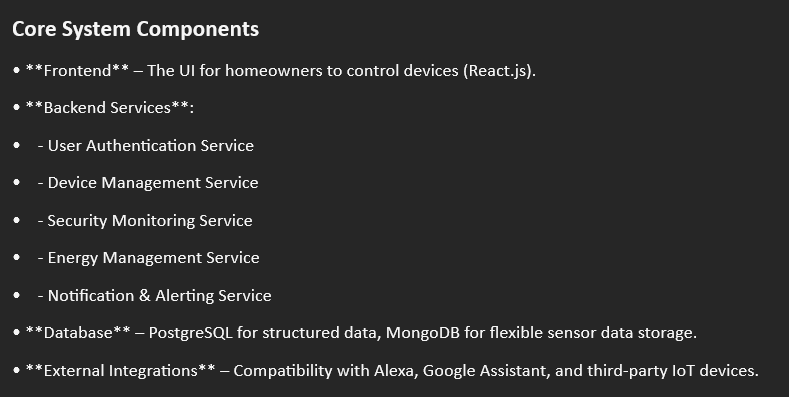 Core System Components
• **Frontend** – The UI for homeowners to control devices (React.js).
• **Backend Services**:
• - User Authentication Service
• - Device Management Service
• - Security Monitoring Service
• - Energy Management Service
• - Notification & Alerting Service
• **Database** – PostgreSQL for structured data, MongoDB for flexible sensor data storage.
• **External Integrations** – Compatibility with Alexa, Google Assistant, and third-party IoT devices.